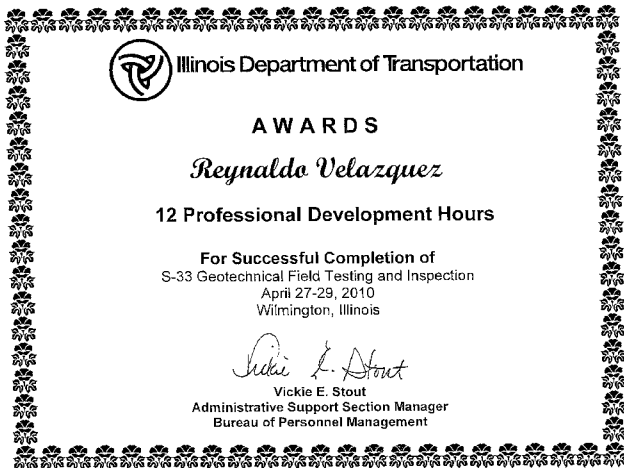 Illinois Department of Transportation
AWARDS
Reynaldo Velazquez
12 Professional Development Hours
For Successful Completion of
S-33 Geotechnical Field Testing and Inspection
April 27-29, 2010
Wilmington, Illinois
Vickie E. Stout
Vickie E. Stout
Administrative Support Section Manager
Bureau of Personnel Management